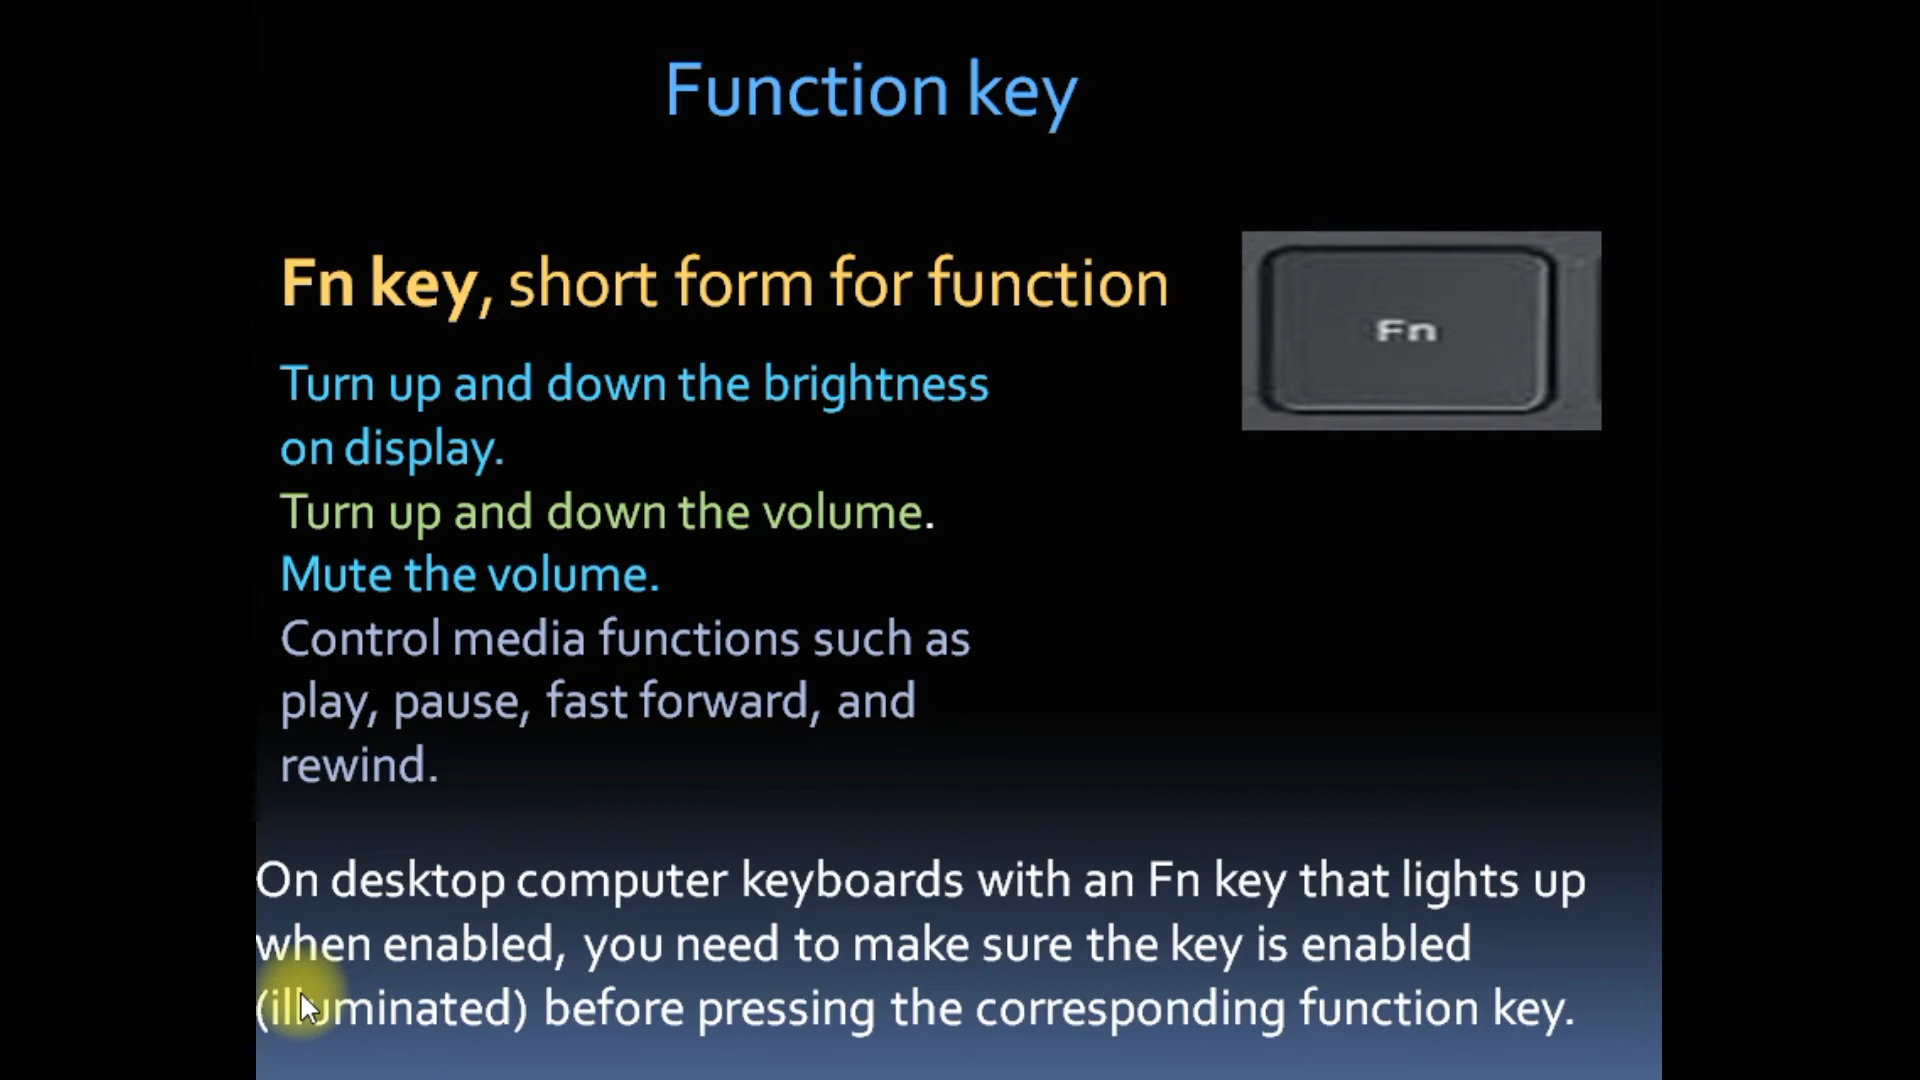 Function key
Fn key, short form for function
Fn
Turn up and down the brightness
on display.
Turn up and down the volume.
Mute the volume.
Control media functions such as
play, pause, fast forward, and
rewind.
On desktop computer keyboards with an Fn key that lights up
when enabled, you need to make sure the key is enabled
(illuminated) before pressing the corresponding function key.